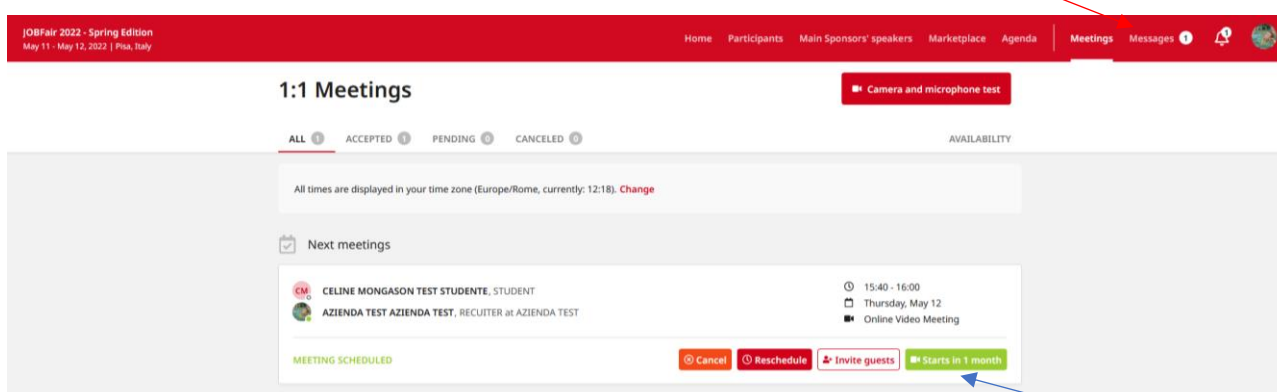 JOBFair 2022 - Spring Edition
May 11 - May 12, 2022 | Pisa, Italy
Home Participants Main Sponsors' speakers Marketplace Agenda Meetings Messages 1 1
1:1 Meetings
Camera and microphone test
ALL 1 ACCEPTED 1 PENDING 0 CANCELED 0 AVAILABILITY
All times are displayed in your time zone (Europe/Rome, currently: 12:18). Change
Next meetings
CM CELINE MONGASON TEST STUDENTE, STUDENT
AZIENDA TEST AZIENDA TEST, RECUITER at AZIENDA TEST
15:40 - 16:00
Thursday, May 12
Online Video Meeting
MEETING SCHEDULED Cancel Reschedule Invite guests Starts in 1 month